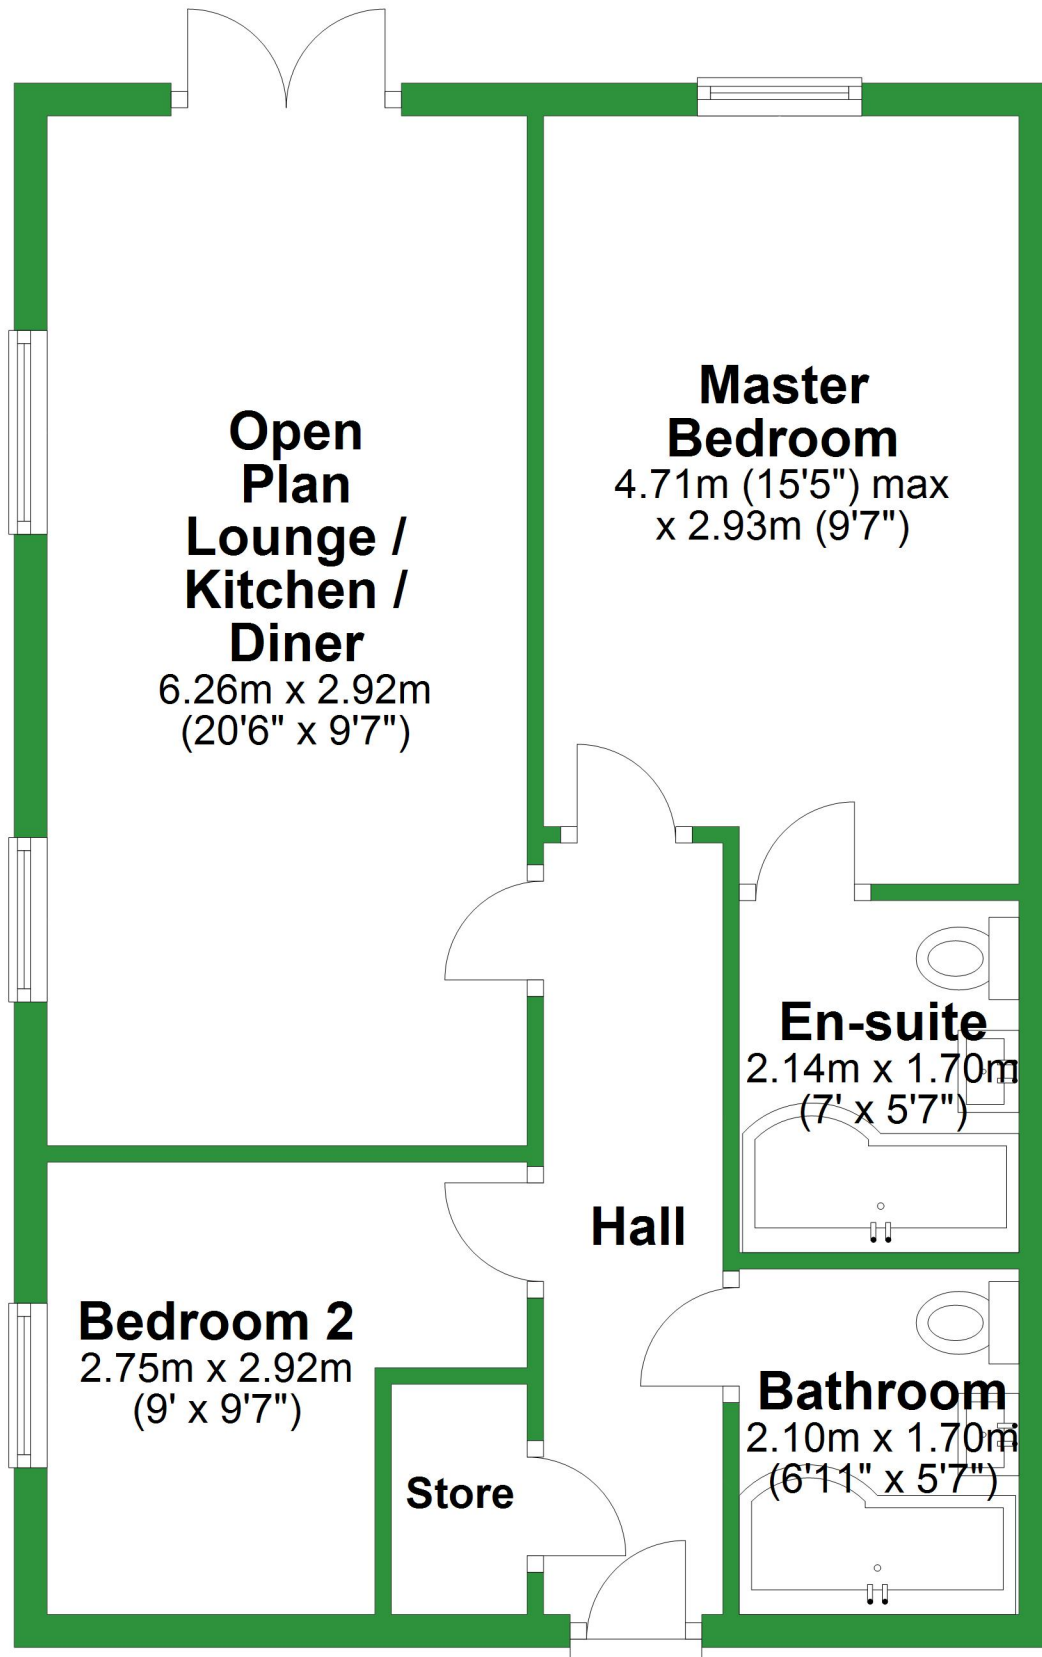 Open
Plan
Lounge /
Kitchen /
Diner
6.26m x 2.92m
(20'6" x 9'7")
Master
Bedroom
4.71m (15'5") max
x 2.93m (9'7")
En-suite
2.14m x 1.70m
(7' x 5'7")
Hall
Bedroom 2
2.75m x 2.92m
(9' x 9'7")
Bathroom
2.10m x 1.70m
(6'11" x 5'7")
Store